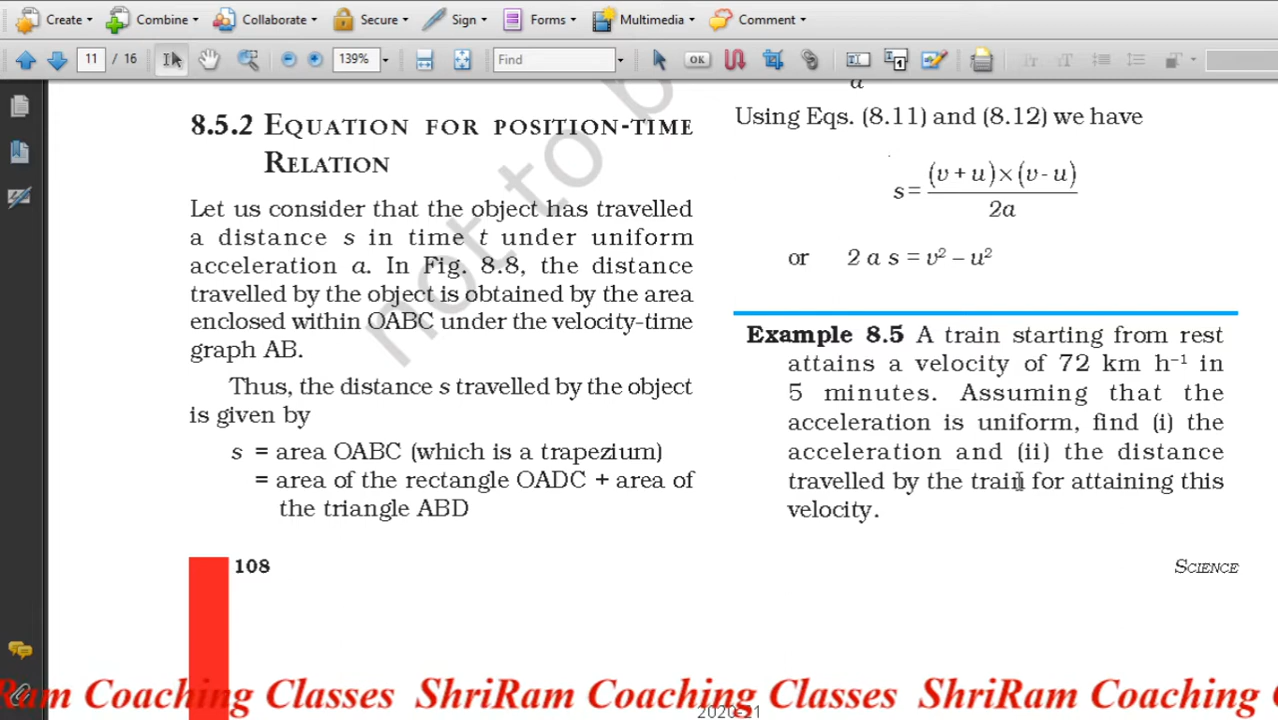 Create Combine Collaborate Secure Sign Forms Multimedia Comment
11 / 16 139% Find OK
8.5.2 EQUATION FOR POSITION-TIME
RELATION
Let us consider that the object has travelled
a distance s in time t under uniform
acceleration a. In Fig. 8.8, the distance
travelled by the object is obtained by the area
enclosed within OABC under the velocity-time
graph AB.
Thus, the distance s travelled by the object
is given by
s = area OABC (which is a trapezium)
= area of the rectangle OADC + area of
the triangle ABD
108
not to b
a
Using Eqs. (8.11) and (8.12) we have
s = (v + u) × (v - u)
2a
or 2 a s = v² – u²
Example 8.5 A train starting from rest
attains a velocity of 72 km h⁻¹ in
5 minutes. Assuming that the
acceleration is uniform, find (i) the
acceleration and (ii) the distance
travelled by the train for attaining this
velocity.
SCIENCE
Ram Coaching Classes ShriRam Coaching Classes ShriRam Coaching
2020-21